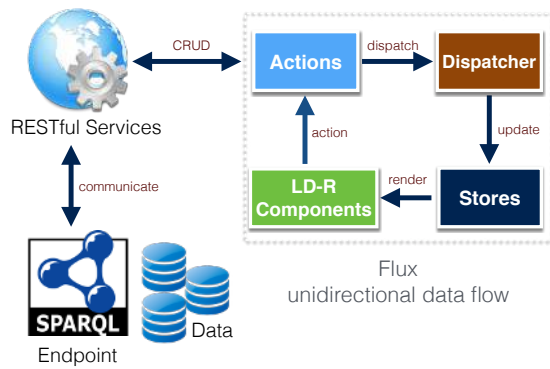 CRUD
Actions
dispatch
Dispatcher
RESTful Services
action
update
communicate
LD-R
Components
render
Stores
SPARQL
Data
Endpoint
Flux
unidirectional data flow